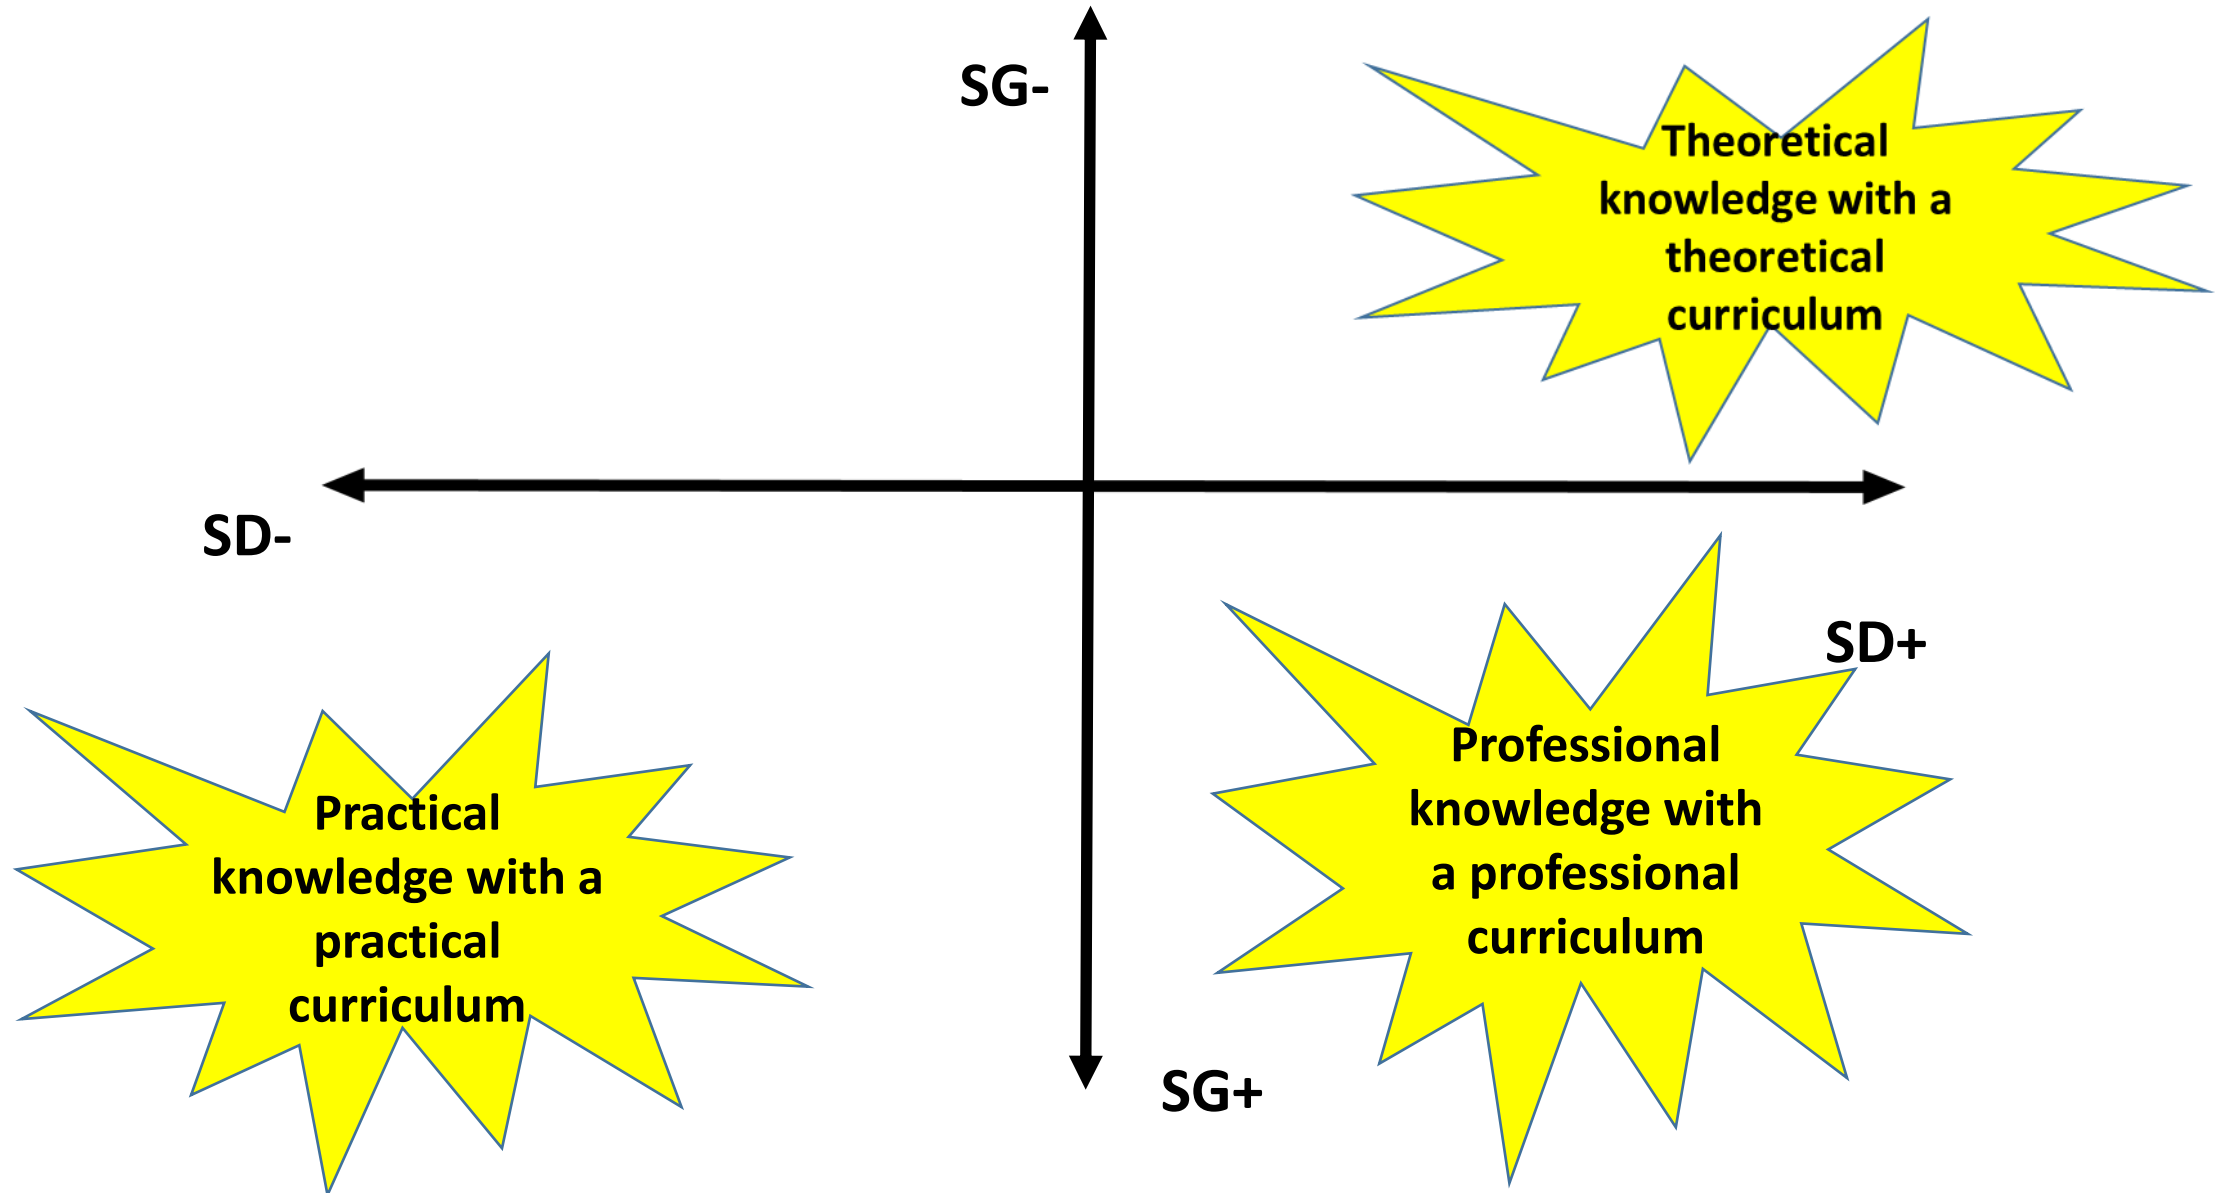 SG-
Theoretical
knowledge with a
theoretical
curriculum
SD-
SD+
Practical
knowledge with a
practical
curriculum
Professional
knowledge with
a professional
curriculum
SG+